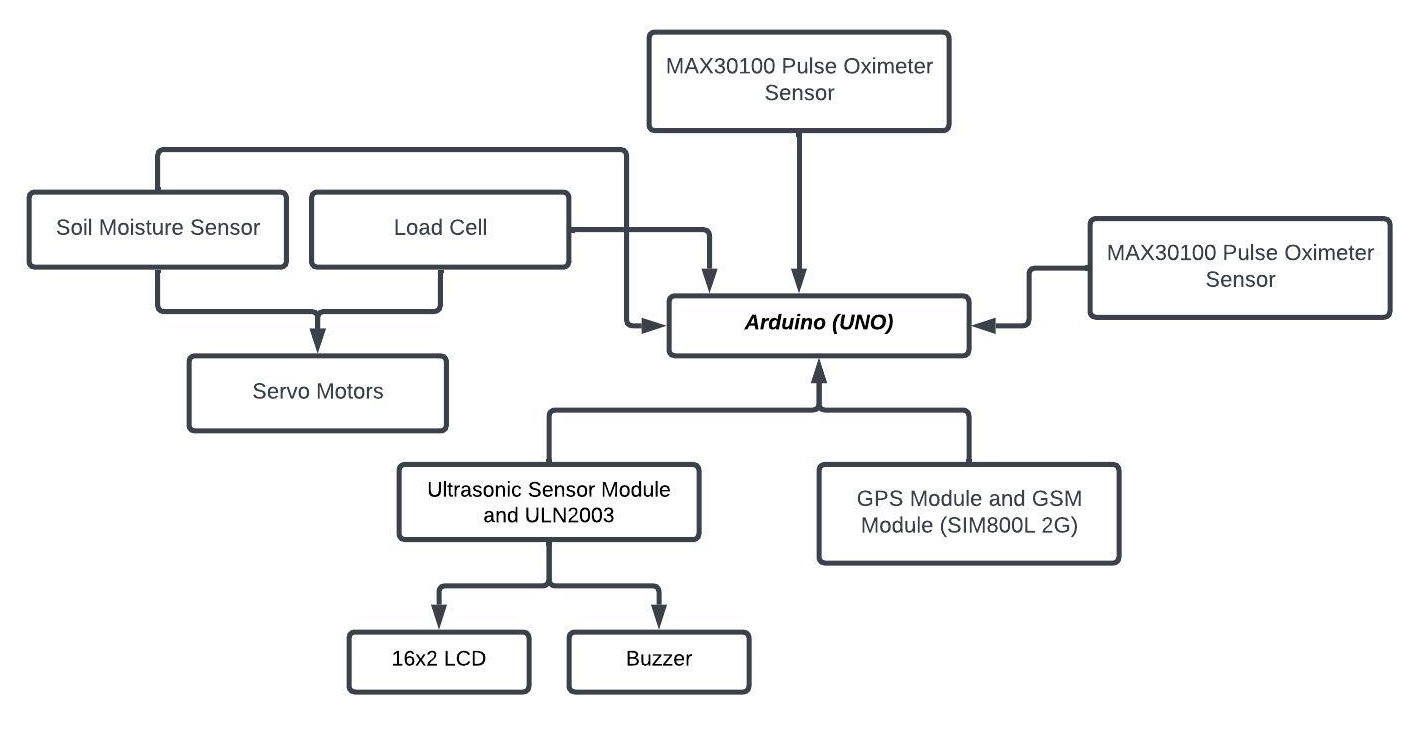 MAX30100 Pulse Oximeter
Sensor
Soil Moisture Sensor
Load Cell
MAX30100 Pulse Oximeter
Sensor
Arduino (UNO)
Servo Motors
Ultrasonic Sensor Module
and ULN2003
GPS Module and GSM
Module (SIM800L 2G)
16x2 LCD
Buzzer